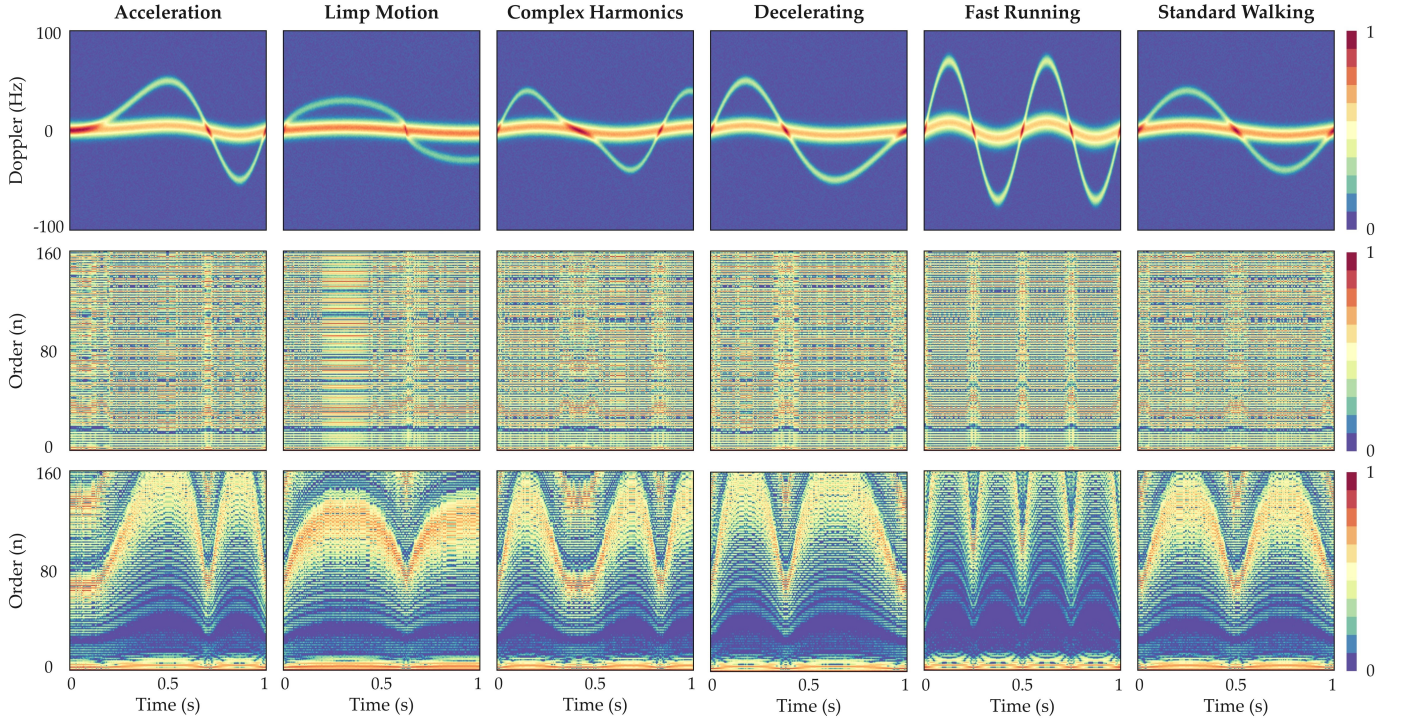 Acceleration Limp Motion Complex Harmonics Decelerating Fast Running Standard Walking
100 1
Doppler (Hz)
0
-100 0
160 1
Order (n)
80
0 0
160 1
Order (n)
80
0 0
0 0.5 1 0 0.5 1 0 0.5 1 0 0.5 1 0 0.5 1 0 0.5 1
Time (s) Time (s) Time (s) Time (s) Time (s) Time (s)